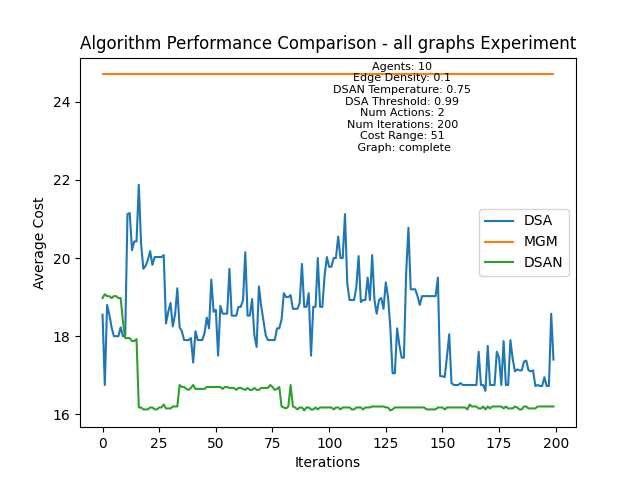 Algorithm Performance Comparison - all graphs Experiment
Agents: 10
Edge Density: 0.1
DSAN Temperature: 0.75
DSA Threshold: 0.99
Num Actions: 2
Num Iterations: 200
Cost Range: 51
Graph: complete
24
22
20
18
16
Average Cost
DSA
MGM
DSAN
0 25 50 75 100 125 150 175 200
Iterations